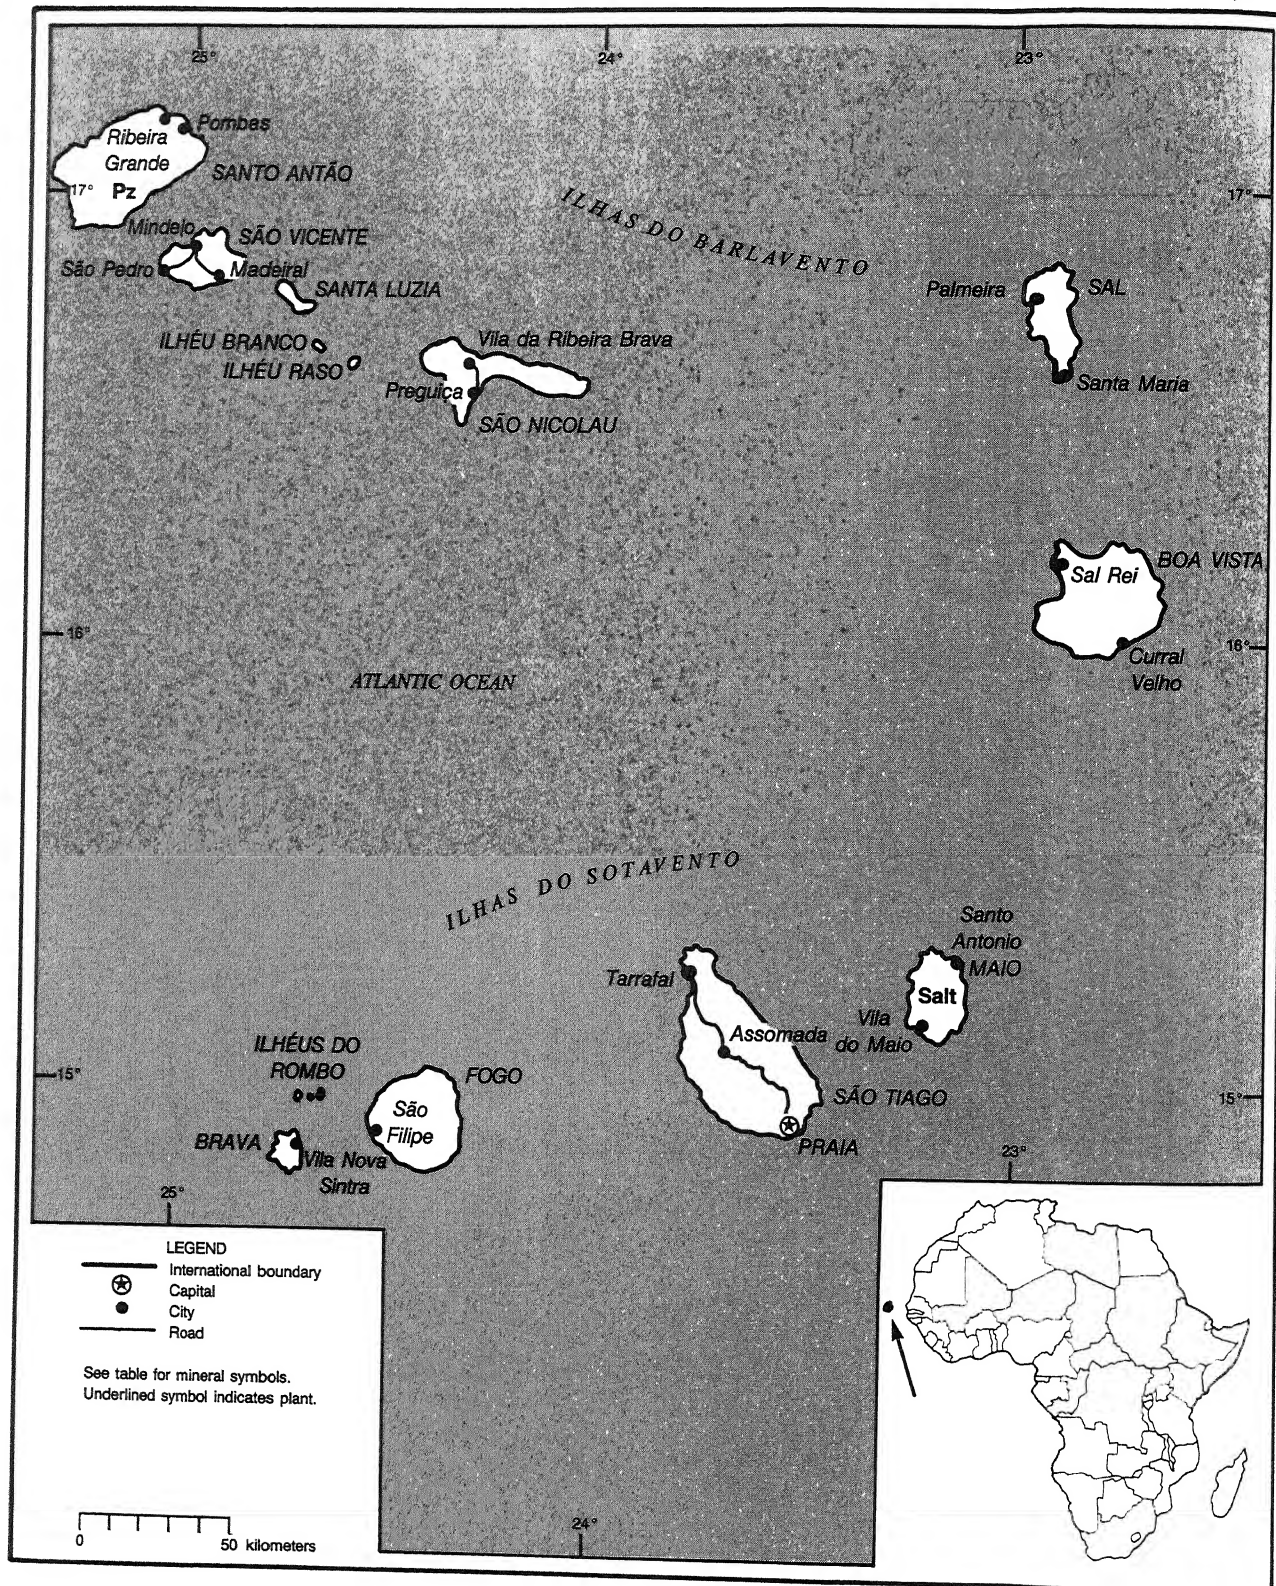 25°
24°
23°
Pombas
Ribeira
Grande
SANTO ANTÃO
17°
Pz
17°
ILHAS DO BARLAVENTO
Mindelo
SÃO VICENTE
São Pedro
Madeiral
SANTA LUZIA
Palmeira
SAL
ILHÉU BRANCO
ILHÉU RASO
Vila da Ribeira Brava
Preguiça
Santa Maria
SÃO NICOLAU
BOA VISTA
Sal Rei
16°
16°
Curral
Velho
ATLANTIC OCEAN
ILHAS DO SOTAVENTO
Santo
Antonio
MAIO
Tarrafal
Salt
Vila
do Maio
Assomada
ILHÉUS DO
ROMBO
15°
FOGO
SÃO TIAGO
15°
São
Filipe
BRAVA
Vila Nova
Sintra
PRAIA
23°
25°
LEGEND
International boundary
Capital
City
Road
See table for mineral symbols.
Underlined symbol indicates plant.
0
50 kilometers
24°